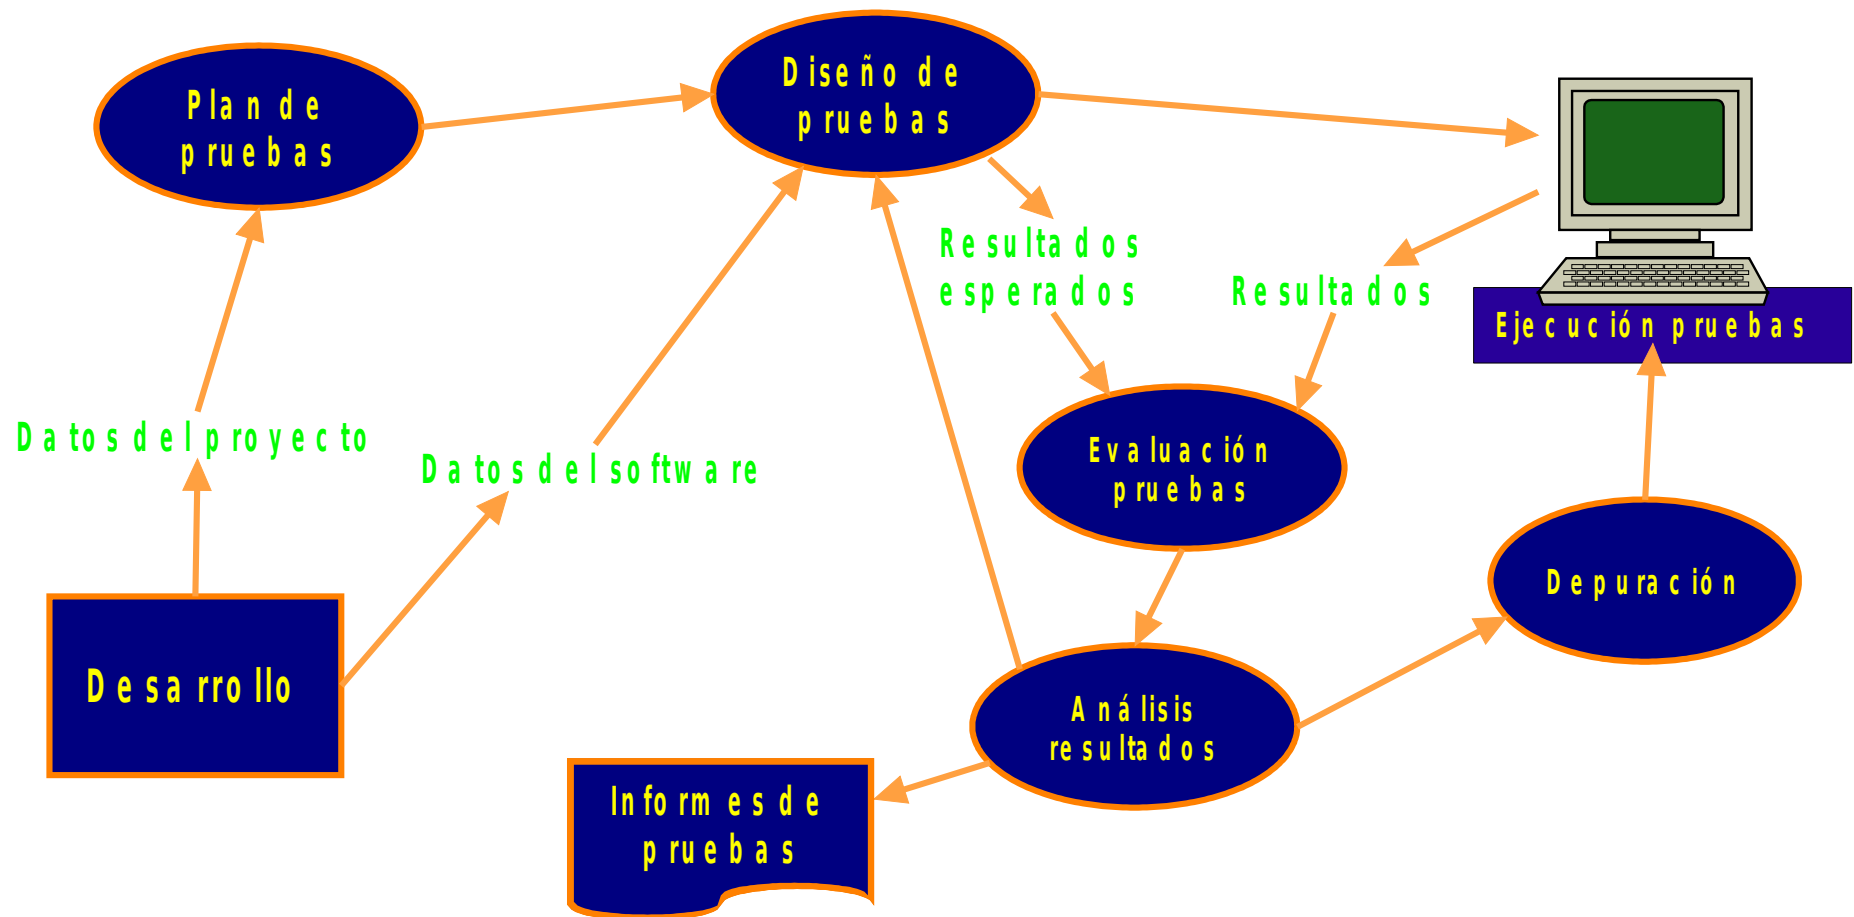 Plan de
pruebas
Diseño de
pruebas
Resultados
esperados
Resultados
Ejecución pruebas
Datos del proyecto
Datos del software
Evaluación
pruebas
Depuración
Desarrollo
Análisis
resultados
Informes de
pruebas